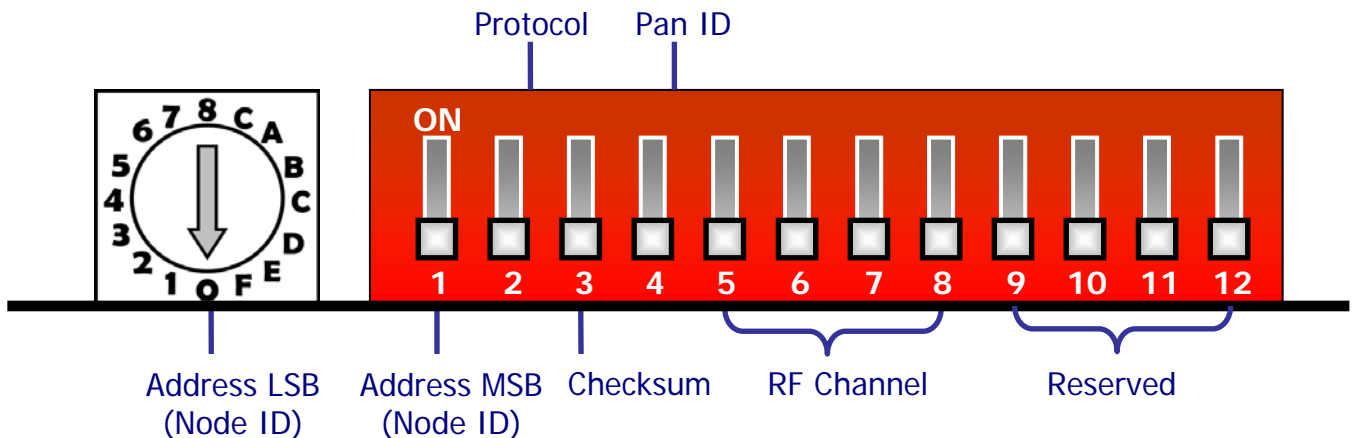 Protocol Pan ID
ON
8
7 C
6 A
5 B
4 C
3 D
2 E
1 0 F
1 2 3 4 5 6 7 8 9 10 11 12
Address LSB
(Node ID)
Address MSB
(Node ID)
Checksum
RF Channel
Reserved